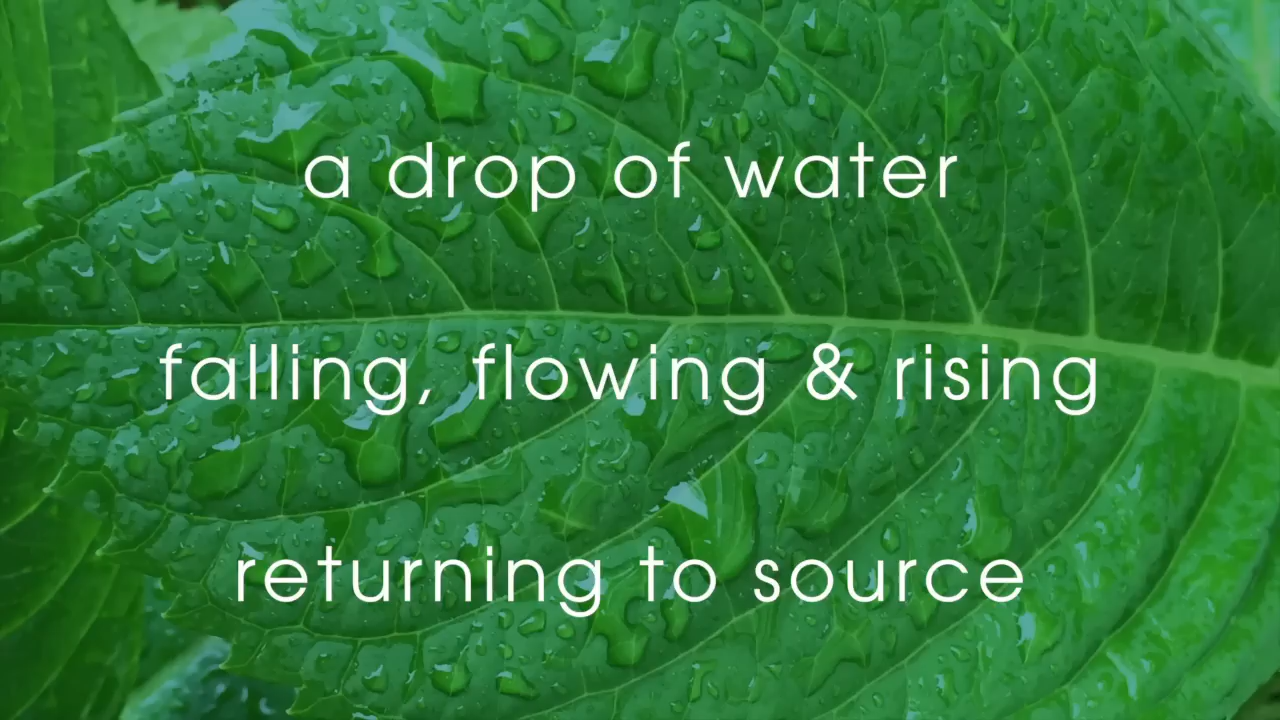 a drop of water
falling, flowing & rising
returning to source